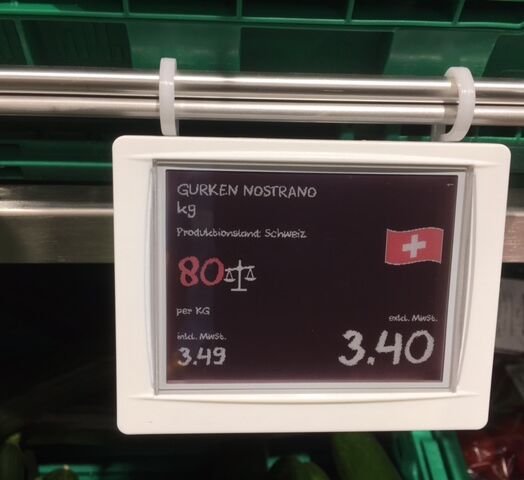 GURKEN NOSTRANO
kg
Produktionsland Schweiz
80
per KG
inkl. MwSt.
3.49
exkl. MwSt.
3.40